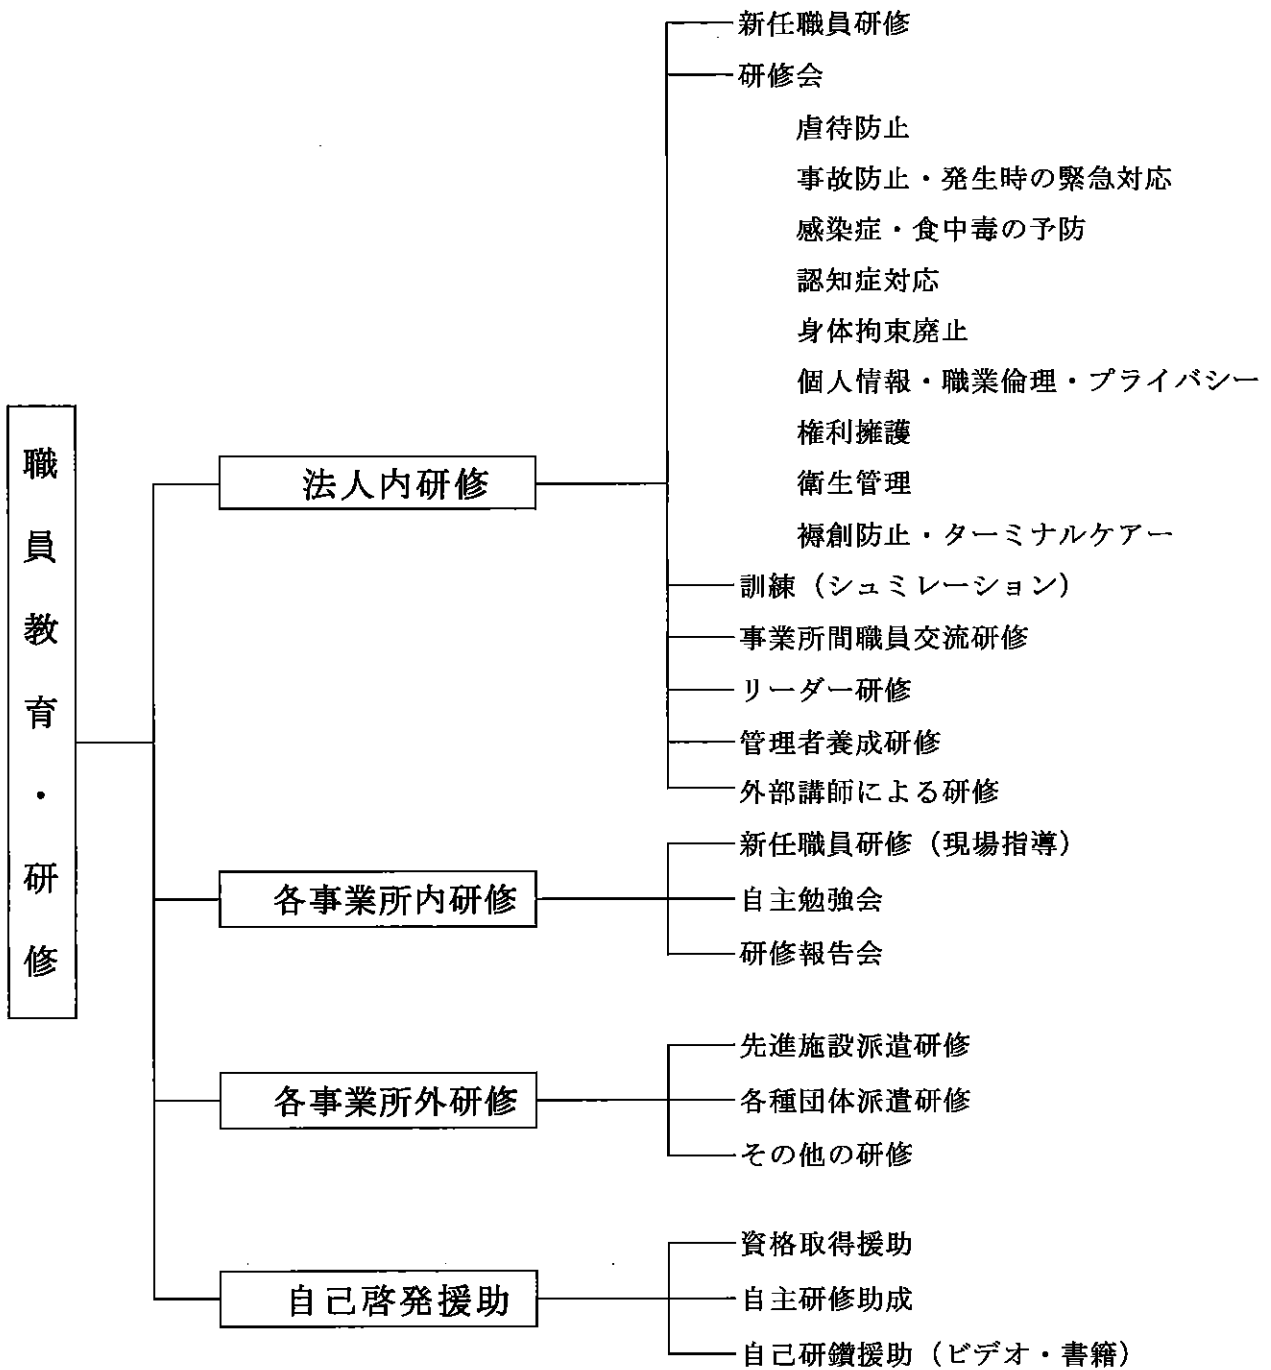 職員教育・研修
法人内研修
新任職員研修
研修会
虐待防止
事故防止・発生時の緊急対応
感染症・食中毒の予防
認知症対応
身体拘束廃止
個人情報・職業倫理・プライバシー
権利擁護
衛生管理
褥創防止・ターミナルケアー
訓練（シュミレーション）
事業所間職員交流研修
リーダー研修
管理者養成研修
外部講師による研修
各事業所内研修
新任職員研修（現場指導）
自主勉強会
研修報告会
各事業所外研修
先進施設派遣研修
各種団体派遣研修
その他の研修
自己啓発援助
資格取得援助
自主研修助成
自己研鑽援助（ビデオ・書籍）